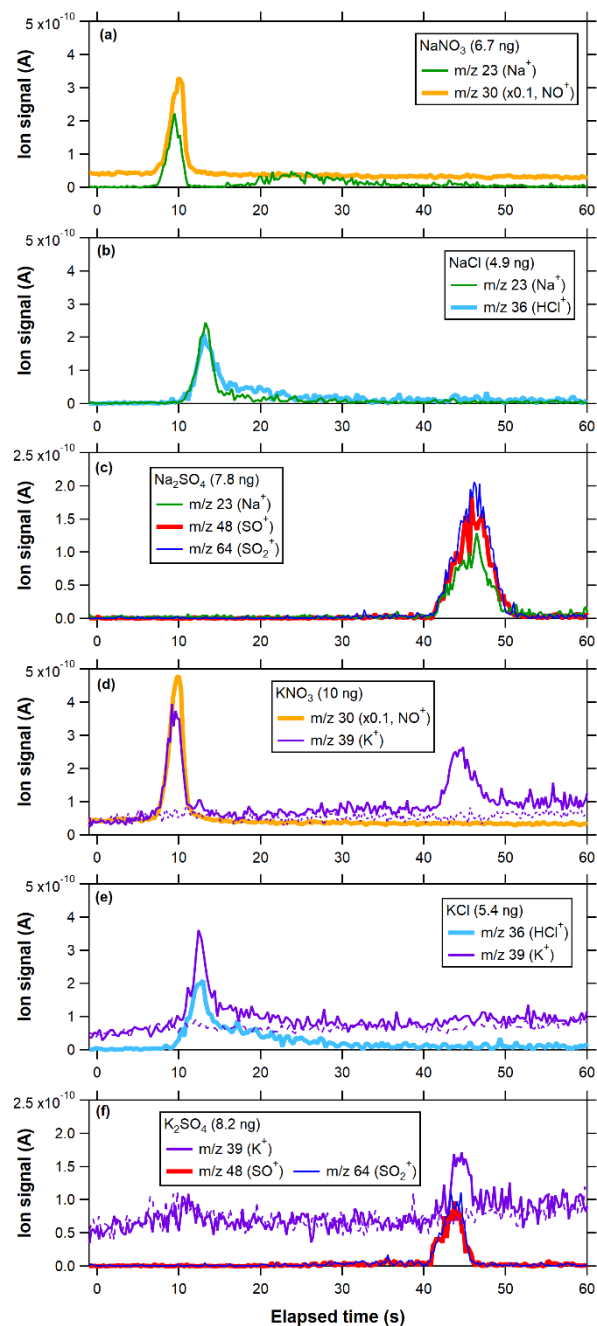 (a)
NaNO3 (6.7 ng)
m/z 23 (Na+)
m/z 30 (x0.1, NO+)
5 x10-10
4
3
2
1
0
Ion signal (A)
0 10 20 30 40 50 60
(b)
NaCl (4.9 ng)
m/z 23 (Na+)
m/z 36 (HCl+)
5 x10-10
4
3
2
1
0
Ion signal (A)
0 10 20 30 40 50 60
(c)
Na2SO4 (7.8 ng)
m/z 23 (Na+)
m/z 48 (SO+)
m/z 64 (SO2+)
2.5 x10-10
2.0
1.5
1.0
0.5
0.0
Ion signal (A)
0 10 20 30 40 50 60
(d)
KNO3 (10 ng)
m/z 30 (x0.1, NO+)
m/z 39 (K+)
5 x10-10
4
3
2
1
0
Ion signal (A)
0 10 20 30 40 50 60
(e)
KCl (5.4 ng)
m/z 36 (HCl+)
m/z 39 (K+)
5 x10-10
4
3
2
1
0
Ion signal (A)
0 10 20 30 40 50 60
(f)
K2SO4 (8.2 ng)
m/z 39 (K+)
m/z 48 (SO+) m/z 64 (SO2+)
2.5 x10-10
2.0
1.5
1.0
0.5
0.0
Ion signal (A)
0 10 20 30 40 50 60
Elapsed time (s)